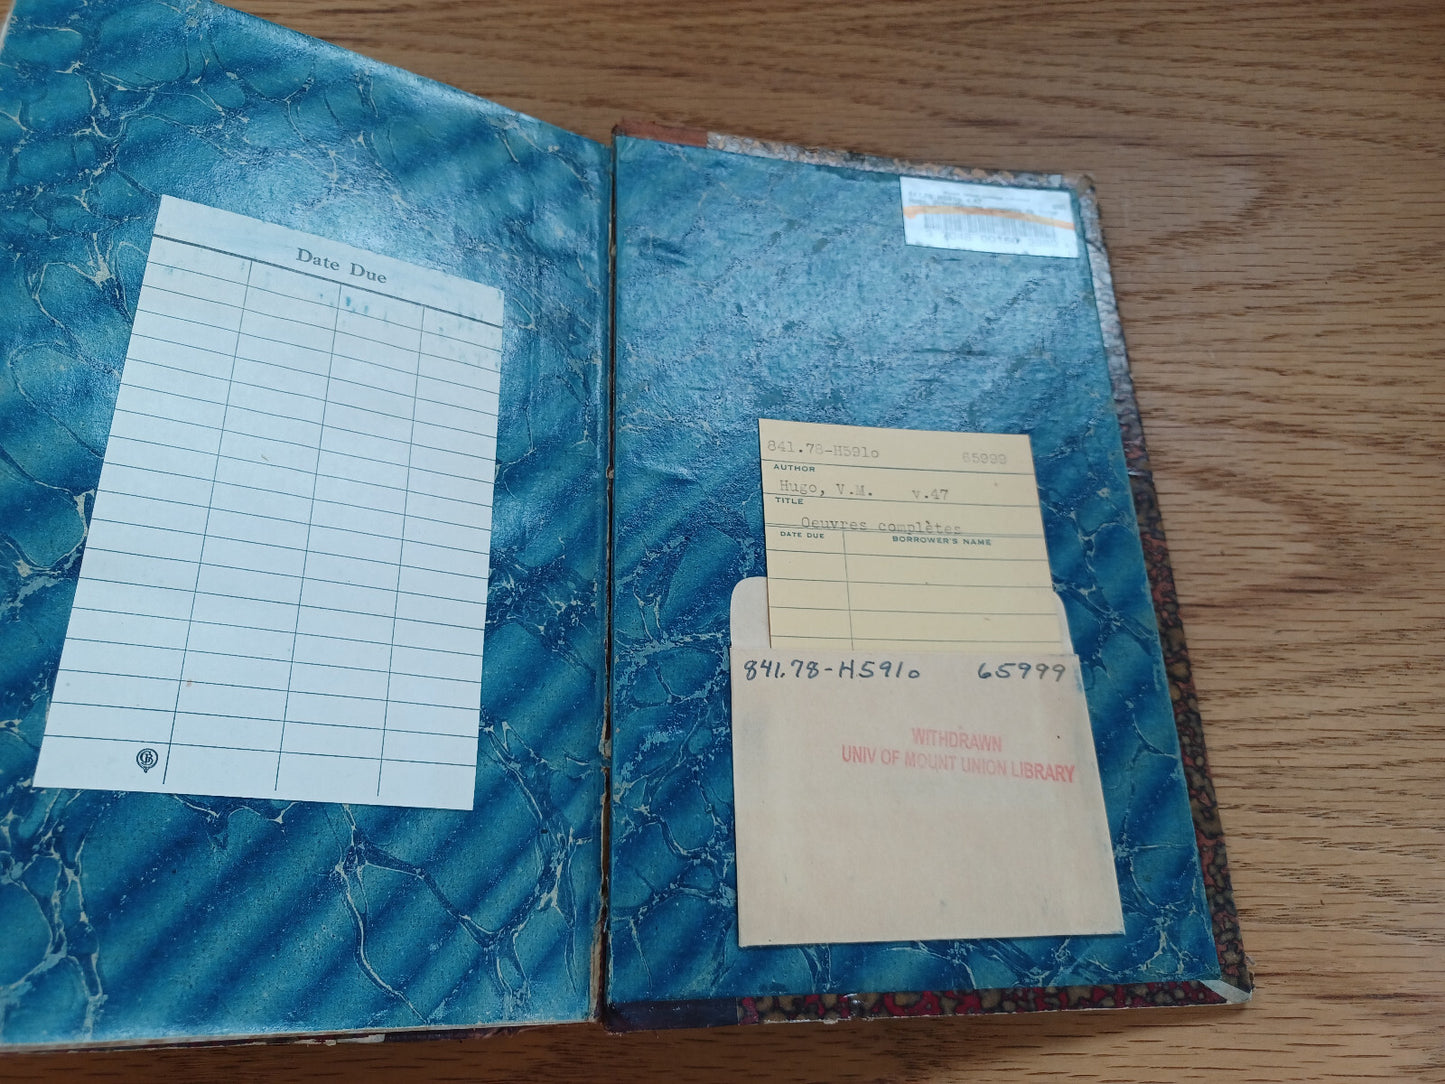 Date Due
841.78-H591o 65999
AUTHOR
Hugo, V.M. v.47
TITLE
Oeuvres complètes
DATE DUE BORROWER'S NAME
841.78-H591o 65999
WITHDRAWN
UNIV OF MOUNT UNION LIBRARY